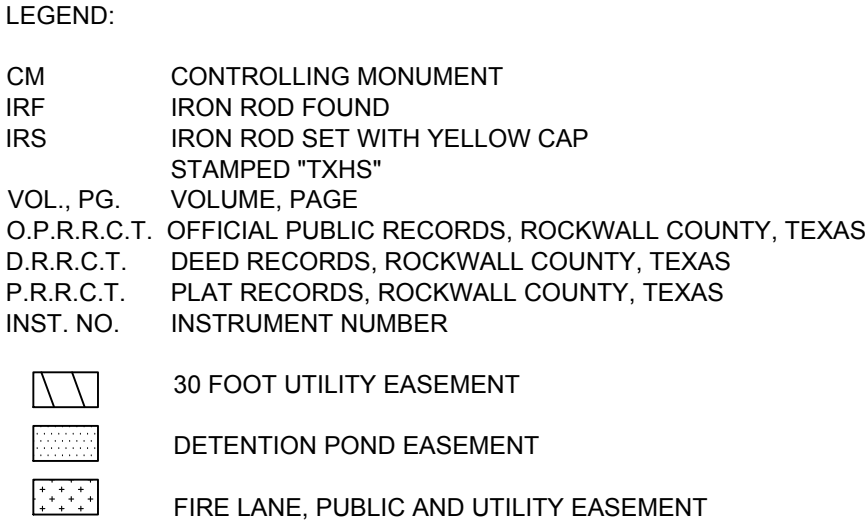 LEGEND:
CM CONTROLLING MONUMENT
IRF IRON ROD FOUND
IRS IRON ROD SET WITH YELLOW CAP
STAMPED "TXHS"
VOL., PG. VOLUME, PAGE
O.P.R.R.C.T. OFFICIAL PUBLIC RECORDS, ROCKWALL COUNTY, TEXAS
D.R.R.C.T. DEED RECORDS, ROCKWALL COUNTY, TEXAS
P.R.R.C.T. PLAT RECORDS, ROCKWALL COUNTY, TEXAS
INST. NO. INSTRUMENT NUMBER
30 FOOT UTILITY EASEMENT
DETENTION POND EASEMENT
FIRE LANE, PUBLIC AND UTILITY EASEMENT